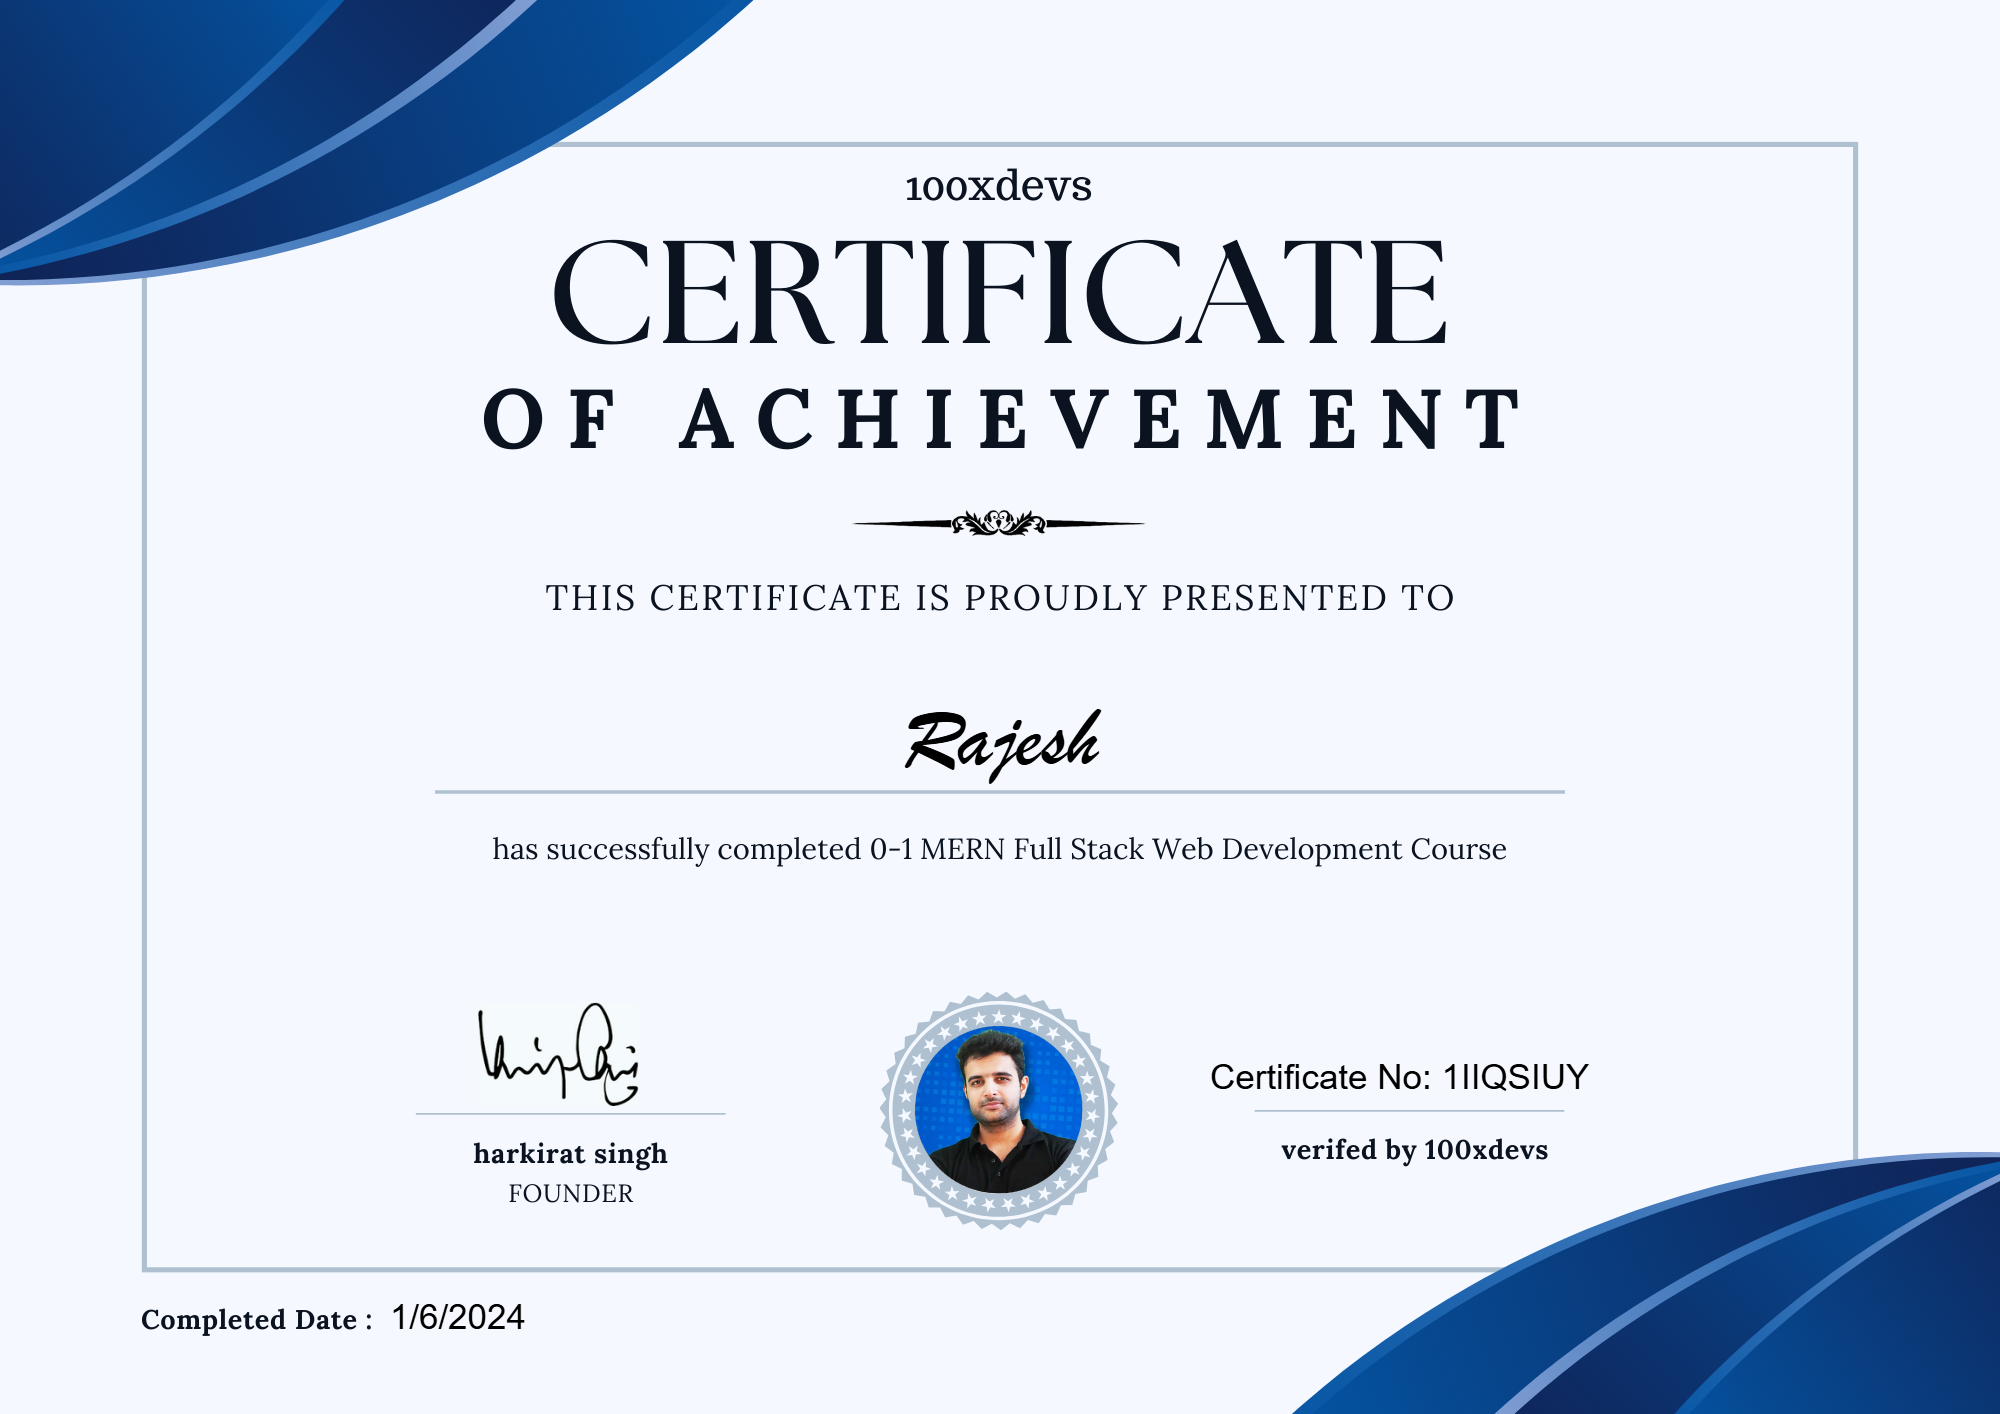 100xdevs
CERTIFICATE
OF ACHIEVEMENT
THIS CERTIFICATE IS PROUDLY PRESENTED TO
Rajesh
has successfully completed 0-1 MERN Full Stack Web Development Course
Certificate No: 1IIQSIUY
harkirat singh
FOUNDER
verifed by 100xdevs
Completed Date : 1/6/2024